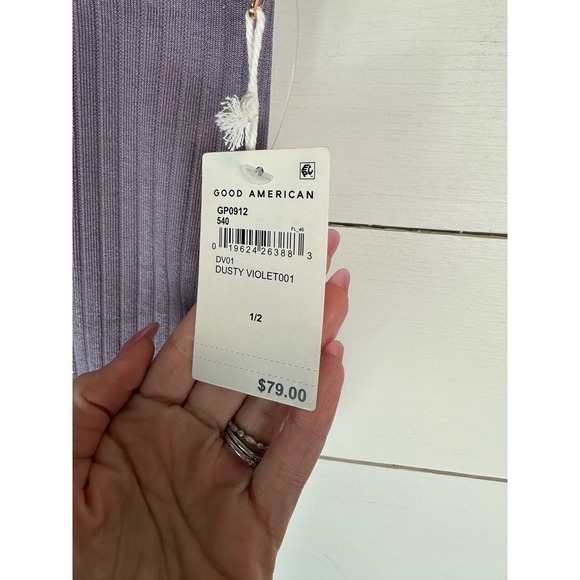 GOOD AMERICAN
GP0912
540
FL_46
0 19624 26388 3
DV01
DUSTY VIOLET001
1/2
$79.00